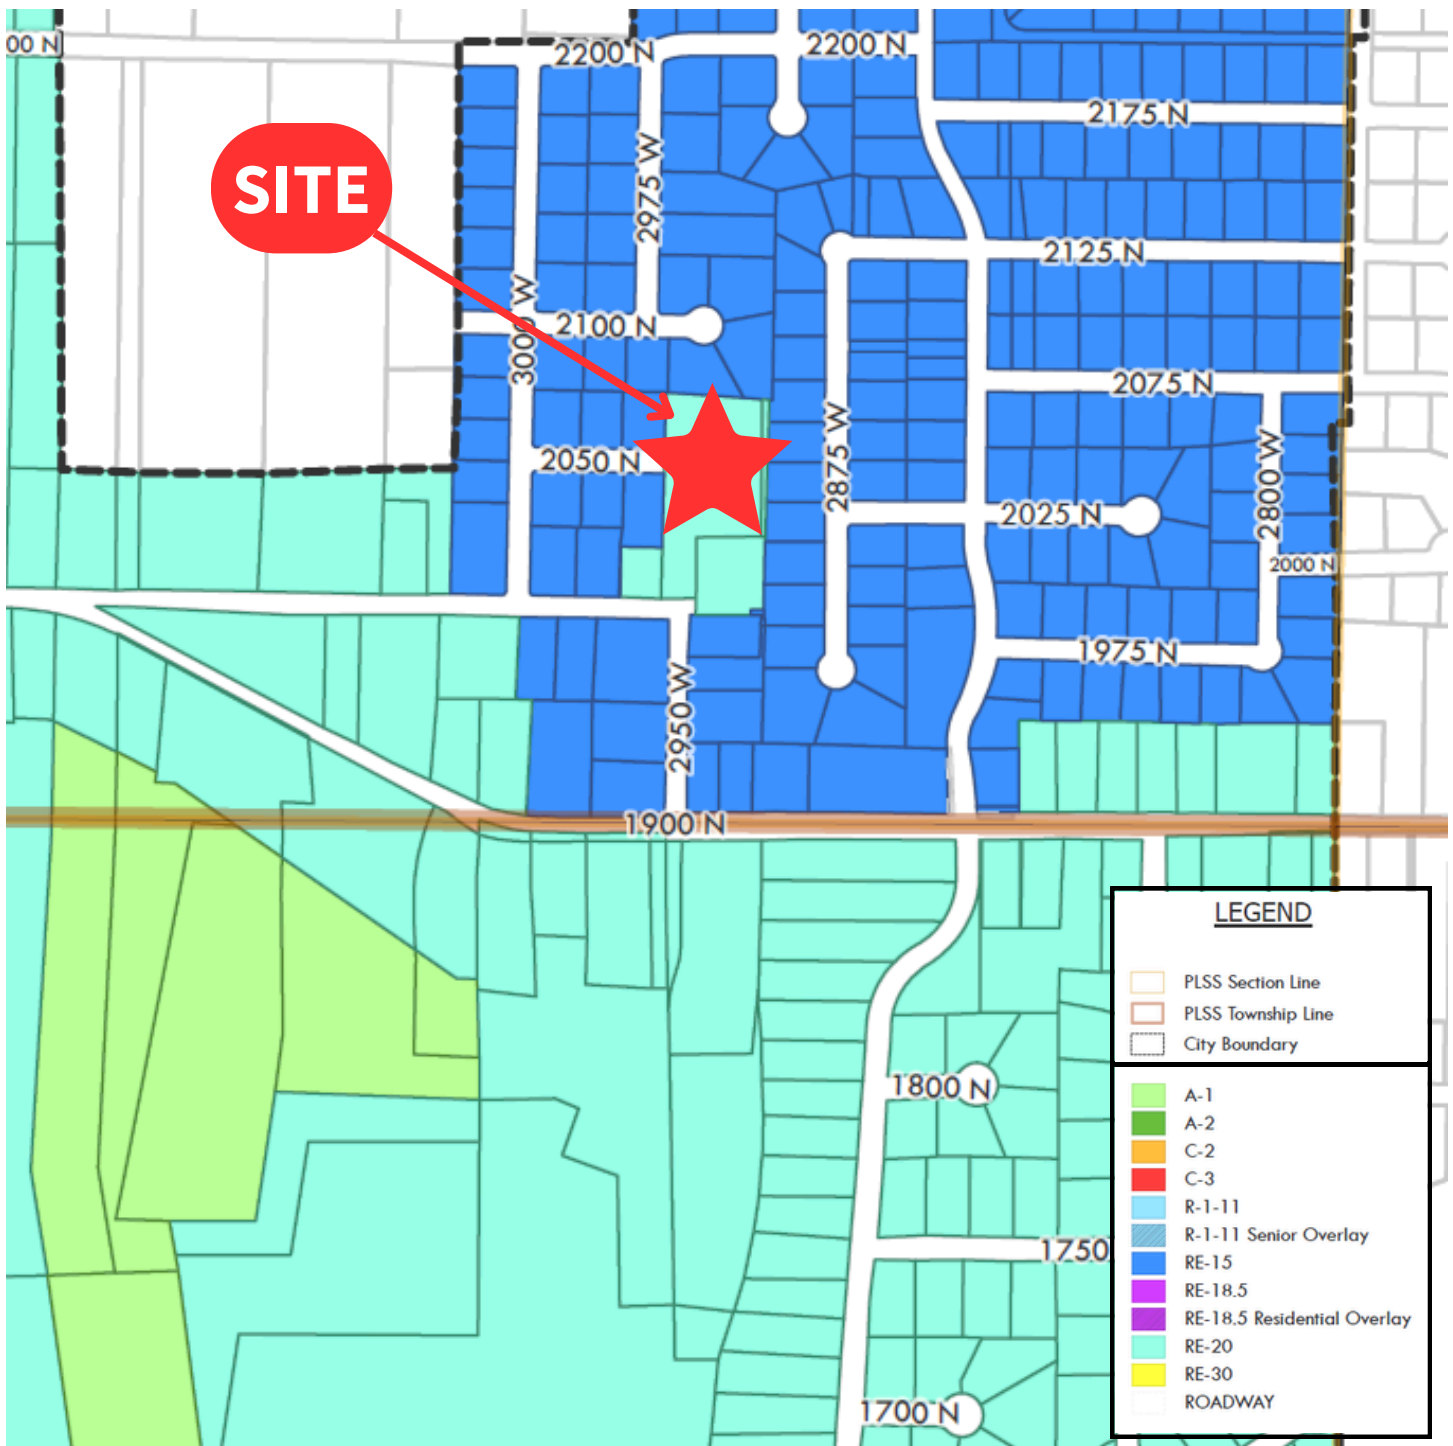 00 N
2200 N
2200 N
2175 N
SITE
2975 W
2125 N
3000 W
2100 N
2075 N
2050 N
2875 W
2025 N
2800 W
2000 N
1975 N
2950 W
1900 N
1800 N
1750
1700 N
LEGEND
PLSS Section Line
PLSS Township Line
City Boundary
A-1
A-2
C-2
C-3
R-1-11
R-1-11 Senior Overlay
RE-15
RE-18.5
RE-18.5 Residential Overlay
RE-20
RE-30
ROADWAY